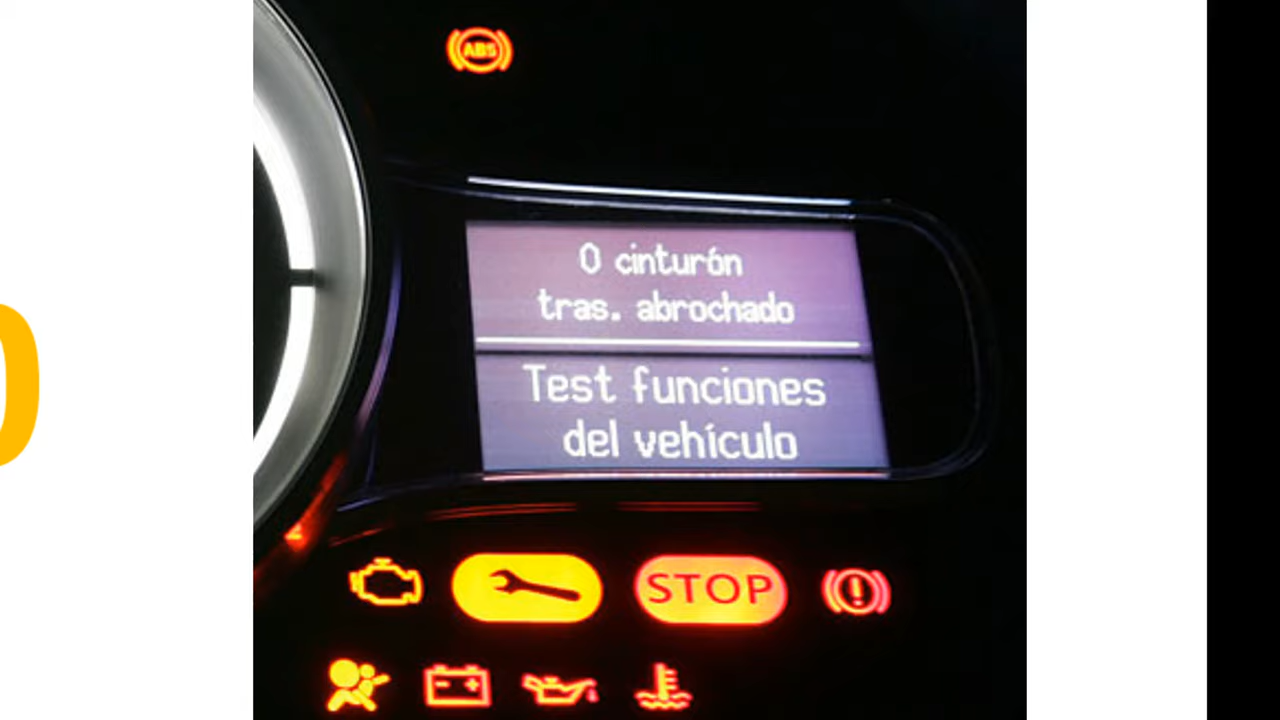 ABS
0 cinturón
tras. abrochado
Test funciones
del vehículo
STOP